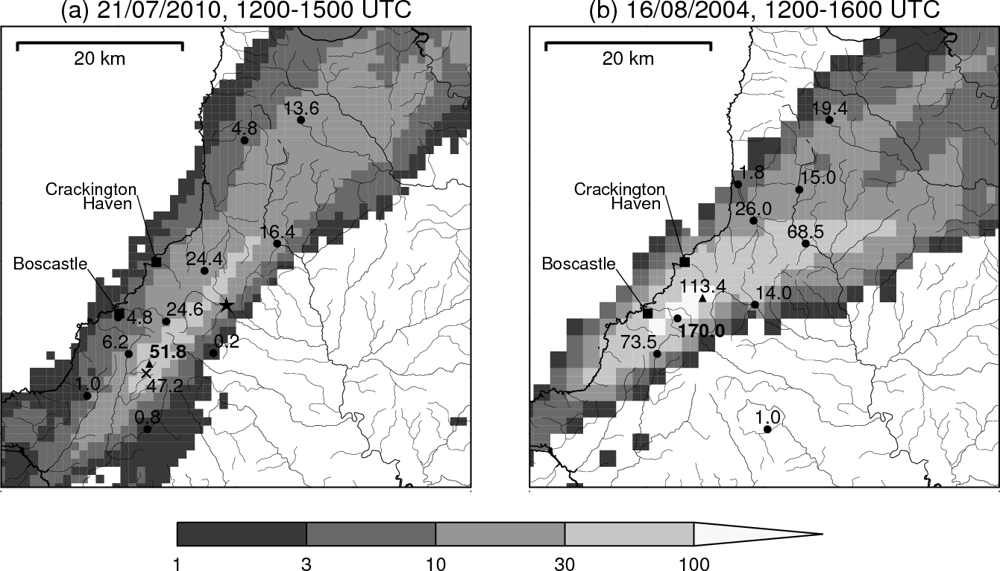 (a) 21/07/2010, 1200-1500 UTC
20 km
13.6
4.8
Crackington
Haven
16.4
Boscastle
24.4
24.6
4.8
6.2
51.8
0.2
47.2
1.0
0.8
(b) 16/08/2004, 1200-1600 UTC
20 km
19.4
1.8
15.0
Crackington
Haven
26.0
68.5
Boscastle
113.4
14.0
170.0
73.5
1.0
1 3 10 30 100